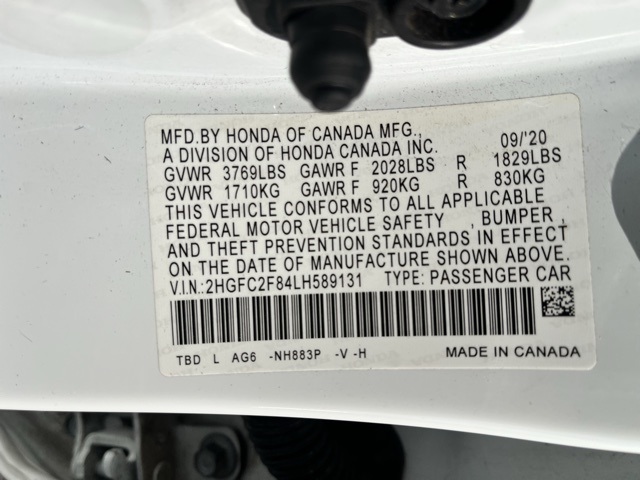 MFD.BY HONDA OF CANADA MFG., 09/'20
A DIVISION OF HONDA CANADA INC.
GVWR 3769LBS GAWR F 2028LBS R 1829LBS
GVWR 1710KG GAWR F 920KG R 830KG
THIS VEHICLE CONFORMS TO ALL APPLICABLE
FEDERAL MOTOR VEHICLE SAFETY , BUMPER ,
AND THEFT PREVENTION STANDARDS IN EFFECT
ON THE DATE OF MANUFACTURE SHOWN ABOVE.
V.I.N.:2HGFC2F84LH589131 TYPE: PASSENGER CAR
TBD L AG6 -NH883P -V -H MADE IN CANADA